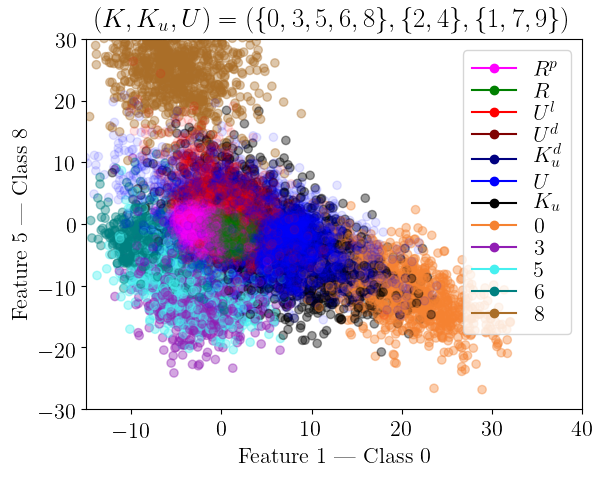 (K, K_u, U) = ({0, 3, 5, 6, 8}, {2, 4}, {1, 7, 9})
30
20
10
0
−10
−20
−30
Feature 5 — Class 8
R^p
R
U^l
U^d
K_u^d
U
K_u
0
3
5
6
8
−10
0
10
20
30
40
Feature 1 — Class 0